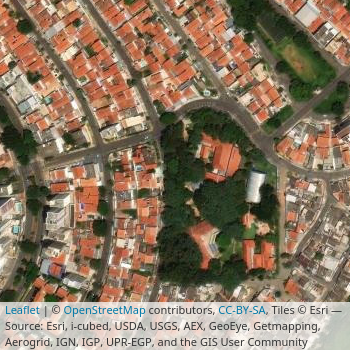 Leaflet | © OpenStreetMap contributors, CC-BY-SA, Tiles © Esri —
Source: Esri, i-cubed, USDA, USGS, AEX, GeoEye, Getmapping,
Aerogrid, IGN, IGP, UPR-EGP, and the GIS User Community